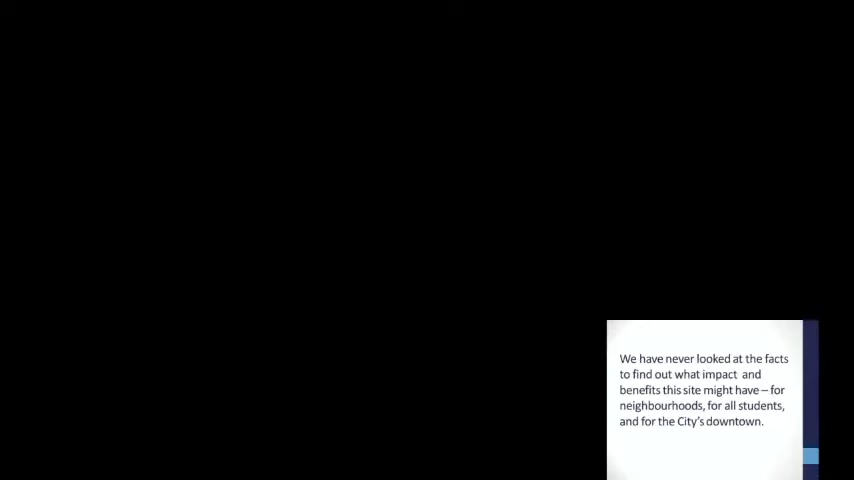 We have never looked at the facts
to find out what impact and
benefits this site might have – for
neighbourhoods, for all students,
and for the City's downtown.